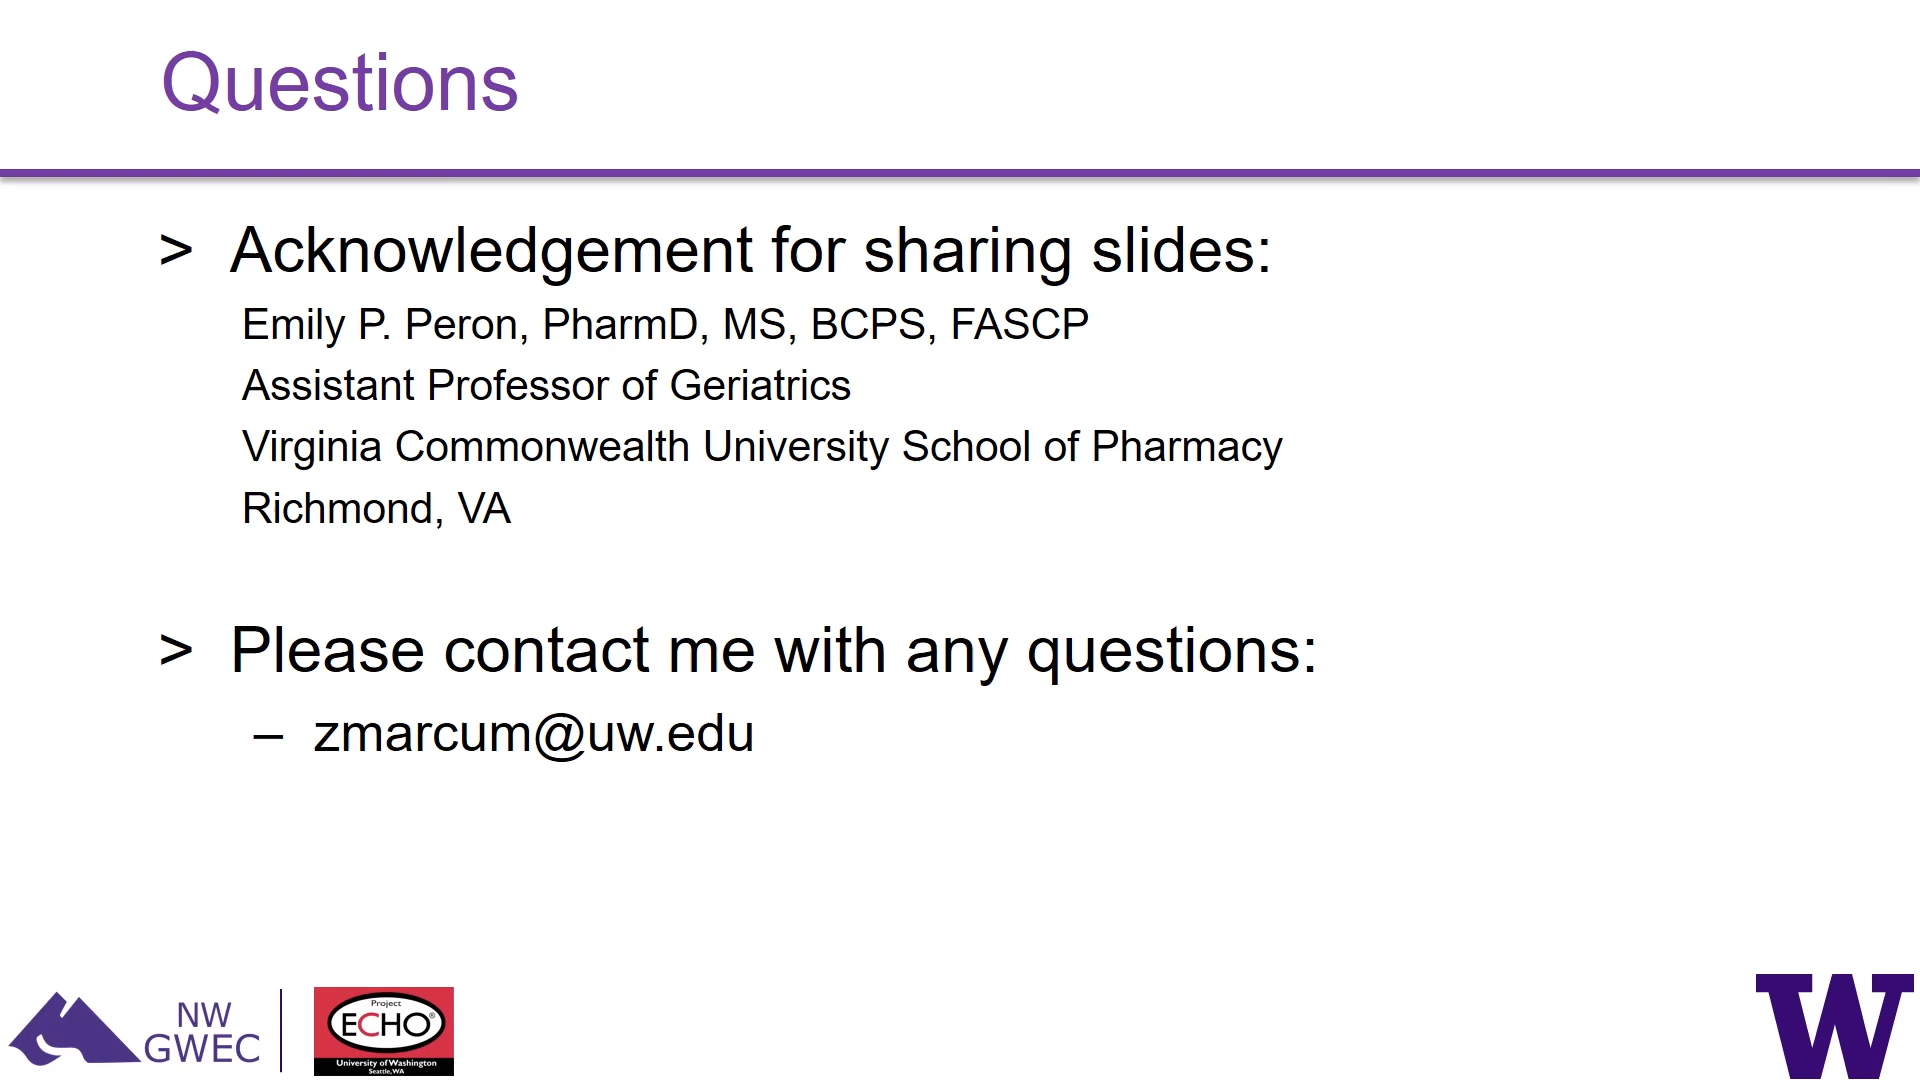 Questions
> Acknowledgement for sharing slides:
Emily P. Peron, PharmD, MS, BCPS, FASCP
Assistant Professor of Geriatrics
Virginia Commonwealth University School of Pharmacy
Richmond, VA
> Please contact me with any questions:
– zmarcum@uw.edu
NW
GWEC
Project
ECHO®
University of Washington
Seattle, WA
W